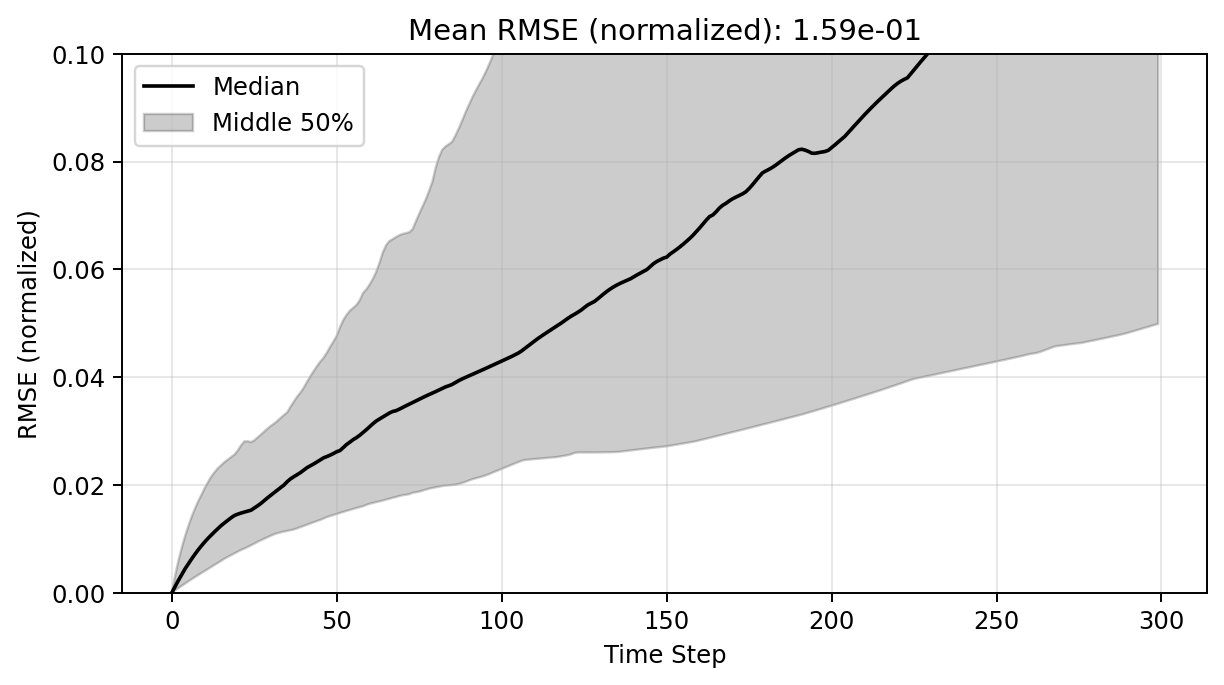 Mean RMSE (normalized): 1.59e-01
0.10
0.08
0.06
0.04
0.02
0.00
RMSE (normalized)
Median
Middle 50%
0 50 100 150 200 250 300
Time Step